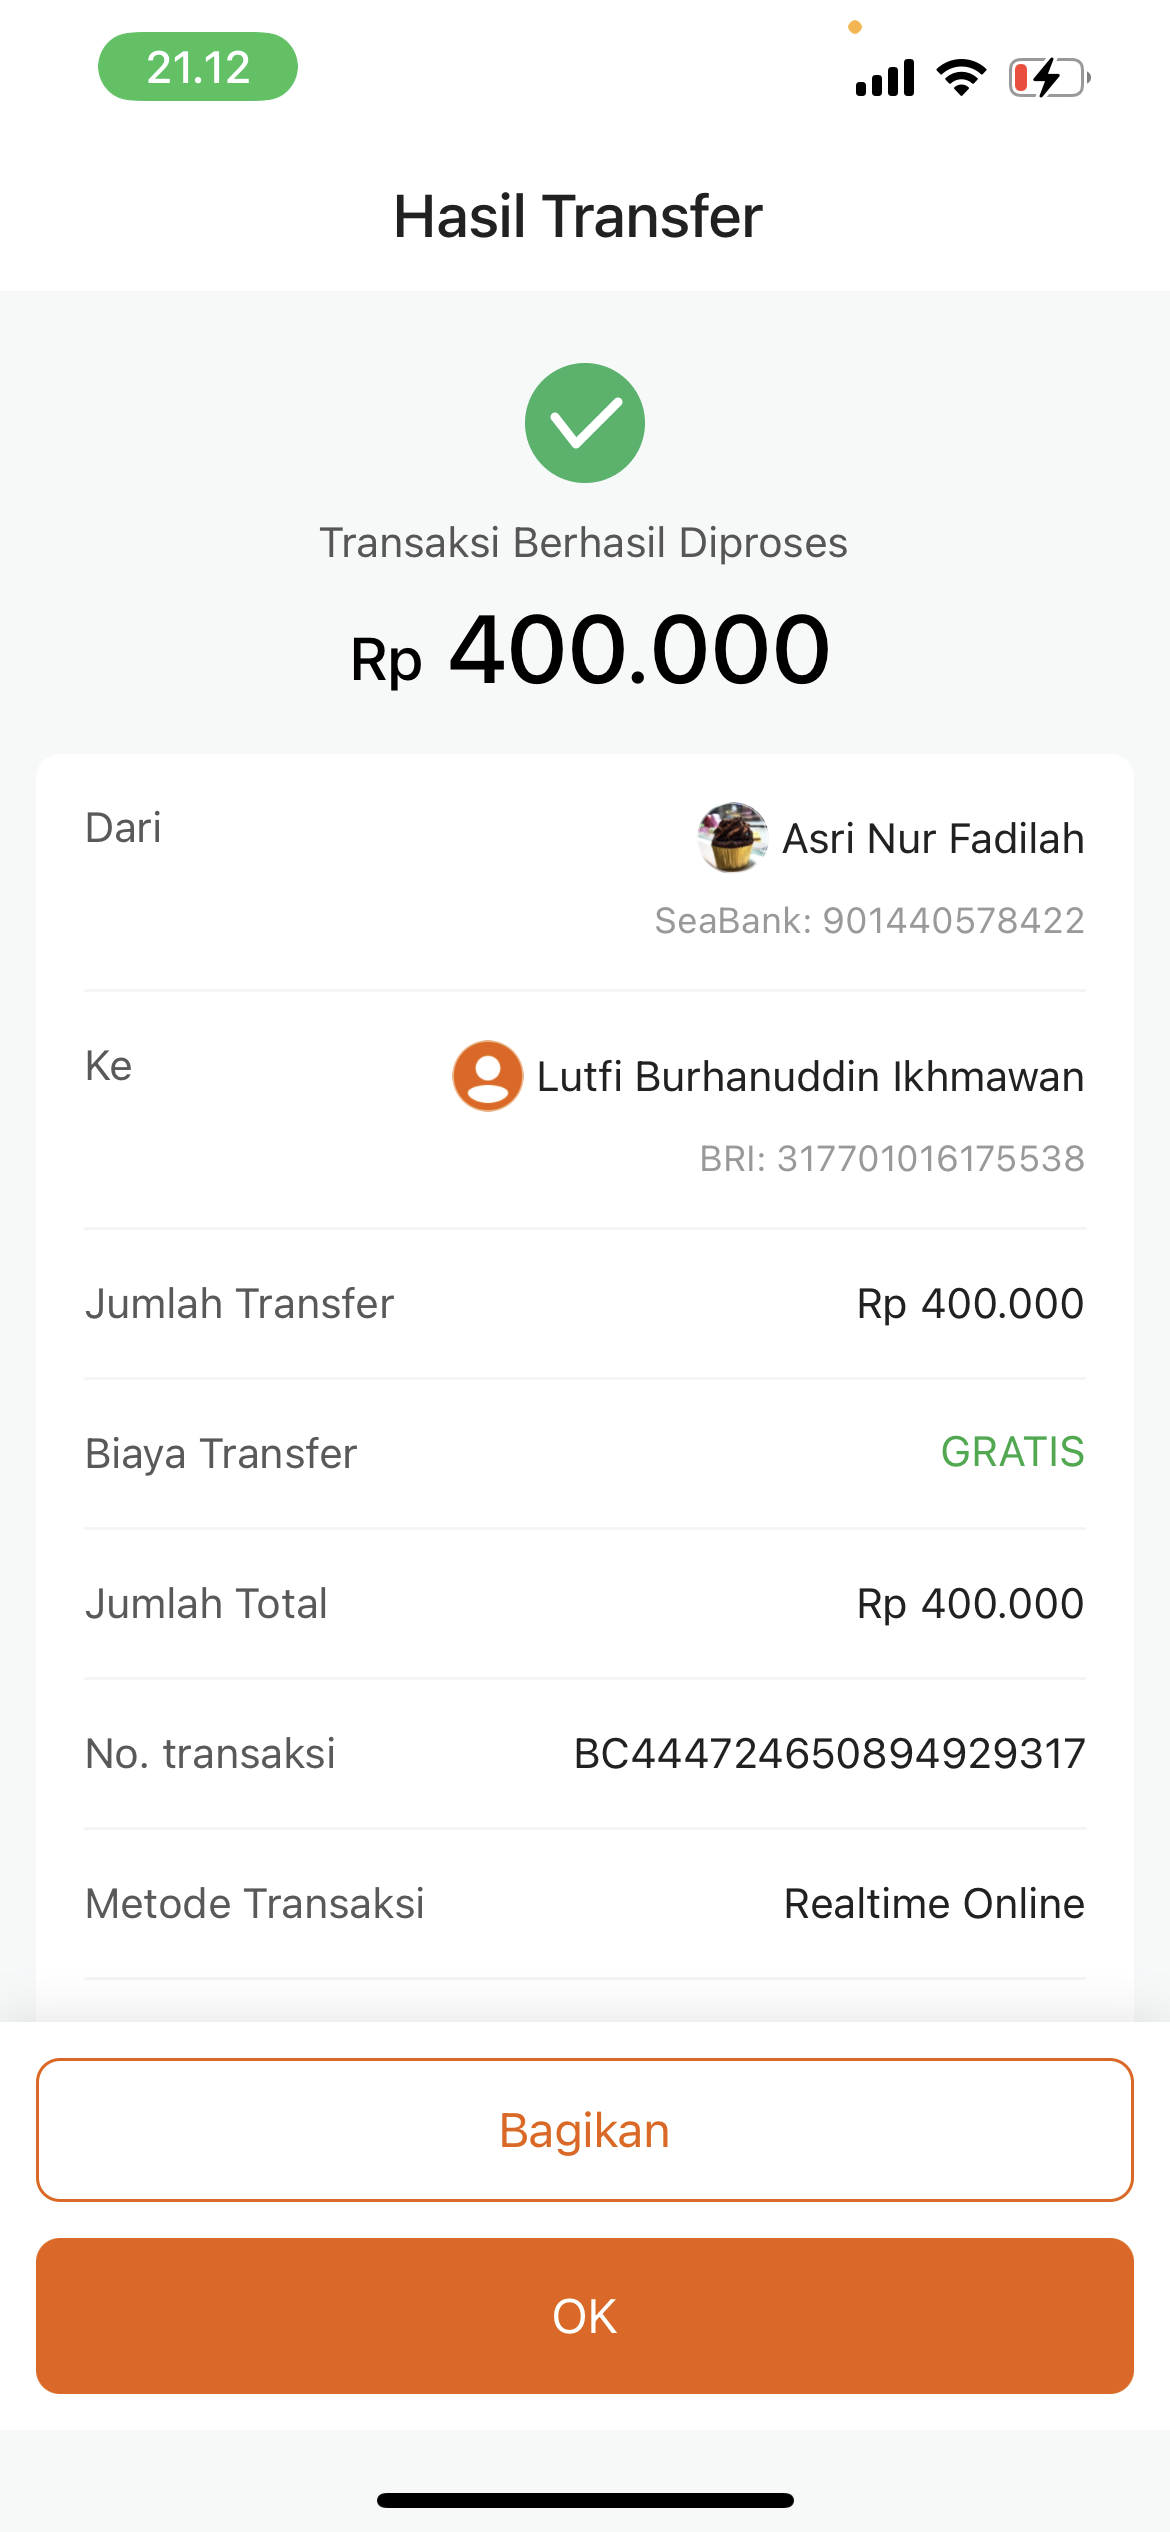 21.12
Hasil Transfer
Transaksi Berhasil Diproses
Rp 400.000
Dari
Asri Nur Fadilah
SeaBank: 901440578422
Ke
Lutfi Burhanuddin Ikhmawan
BRI: 317701016175538
Jumlah Transfer
Rp 400.000
Biaya Transfer
GRATIS
Jumlah Total
Rp 400.000
No. transaksi
BC444724650894929317
Metode Transaksi
Realtime Online
Bagikan
OK